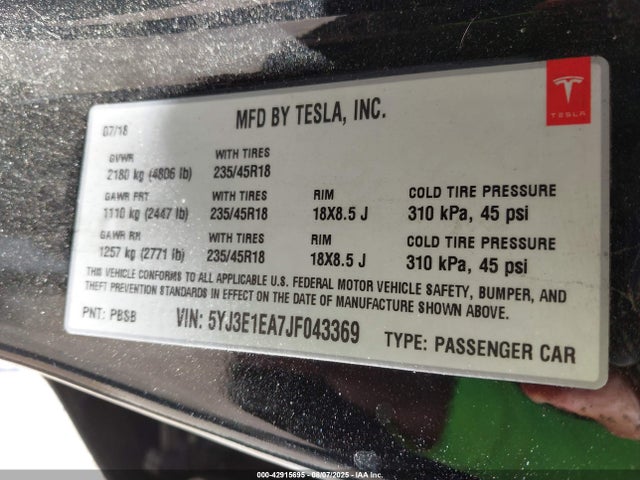 TESLA
07/18
MFD BY TESLA, INC.
GVWR WITH TIRES
2180 kg (4806 lb) 235/45R18
GAWR FRT WITH TIRES RIM COLD TIRE PRESSURE
1110 kg (2447 lb) 235/45R18 18X8.5 J 310 kPa, 45 psi
GAWR RR WITH TIRES RIM COLD TIRE PRESSURE
1257 kg (2771 lb) 235/45R18 18X8.5 J 310 kPa, 45 psi
THIS VEHICLE CONFORMS TO ALL APPLICABLE U.S. FEDERAL MOTOR VEHICLE SAFETY, BUMPER, AND
THEFT PREVENTION STANDARDS IN EFFECT ON THE DATE OF MANUFACTURE SHOWN ABOVE.
PNT: PBSB VIN: 5YJ3E1EA7JF043369 TYPE: PASSENGER CAR
000-42915695 - 08/07/2025 - IAA Inc.